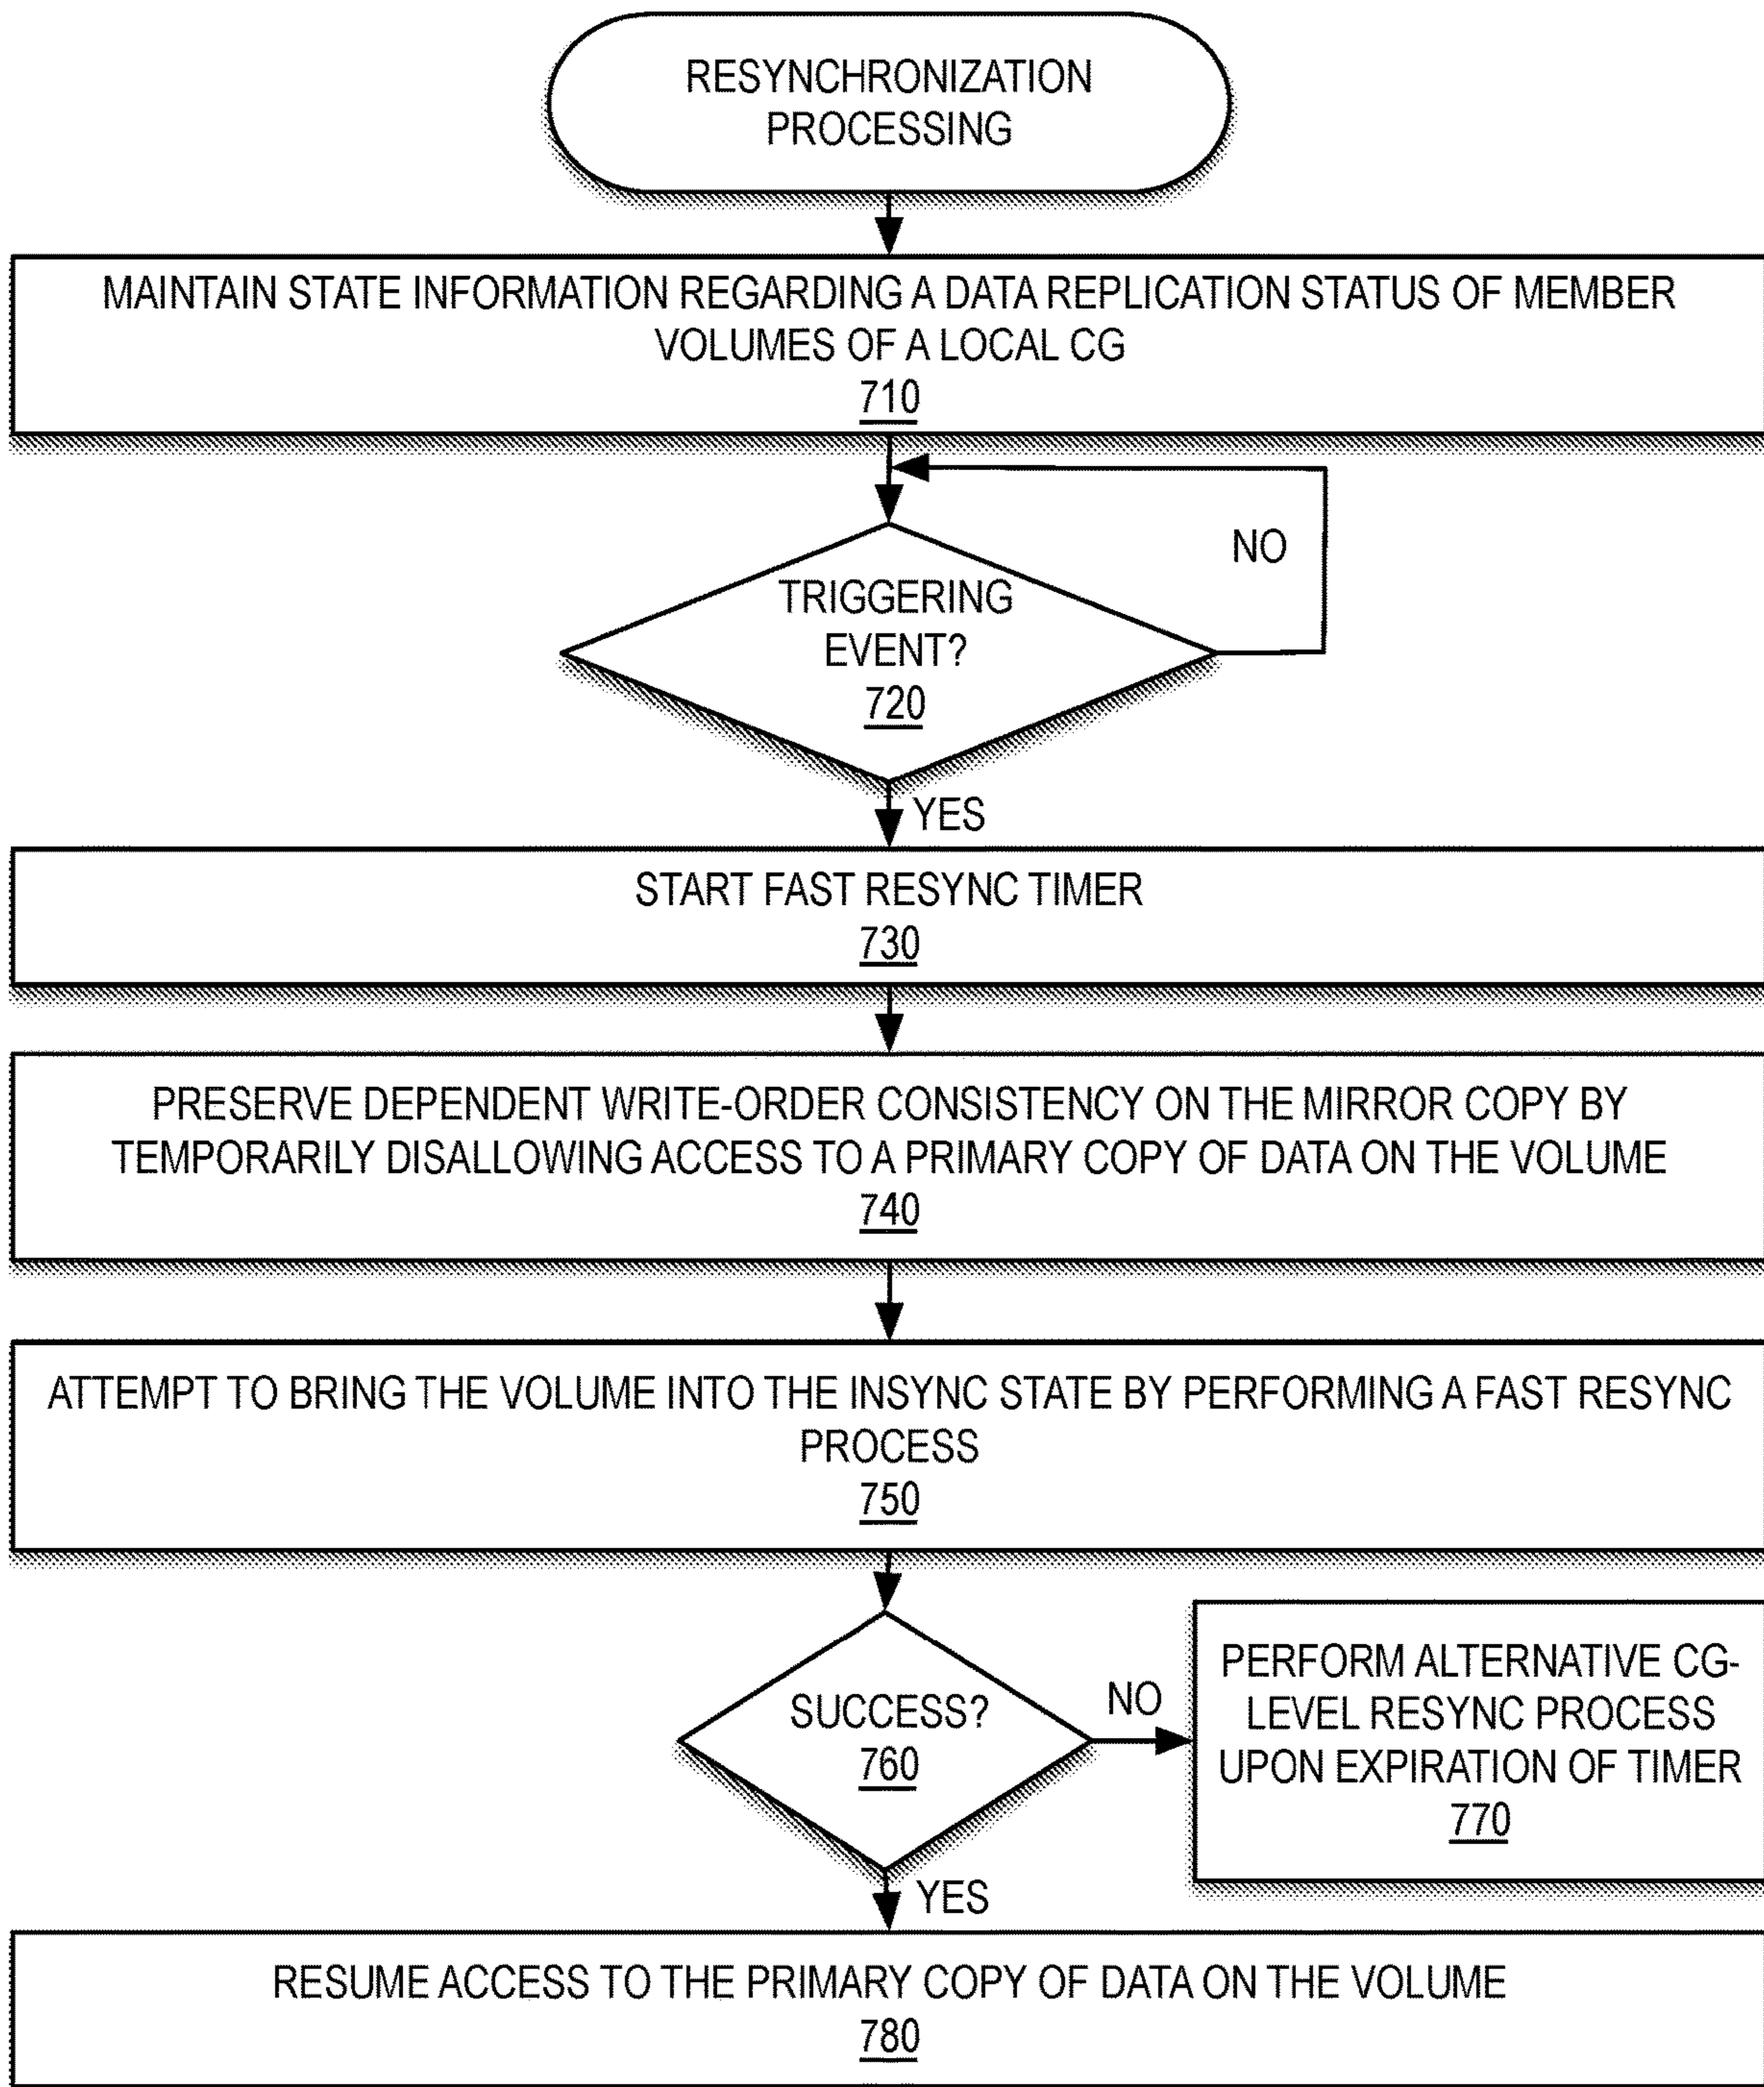 RESYNCHRONIZATION
PROCESSING
MAINTAIN STATE INFORMATION REGARDING A DATA REPLICATION STATUS OF MEMBER
VOLUMES OF A LOCAL CG
710
NO
TRIGGERING
EVENT?
720
YES
START FAST RESYNC TIMER
730
PRESERVE DEPENDENT WRITE-ORDER CONSISTENCY ON THE MIRROR COPY BY
TEMPORARILY DISALLOWING ACCESS TO A PRIMARY COPY OF DATA ON THE VOLUME
740
ATTEMPT TO BRING THE VOLUME INTO THE INSYNC STATE BY PERFORMING A FAST RESYNC
PROCESS
750
SUCCESS?
760
NO
PERFORM ALTERNATIVE CG-
LEVEL RESYNC PROCESS
UPON EXPIRATION OF TIMER
770
YES
RESUME ACCESS TO THE PRIMARY COPY OF DATA ON THE VOLUME
780